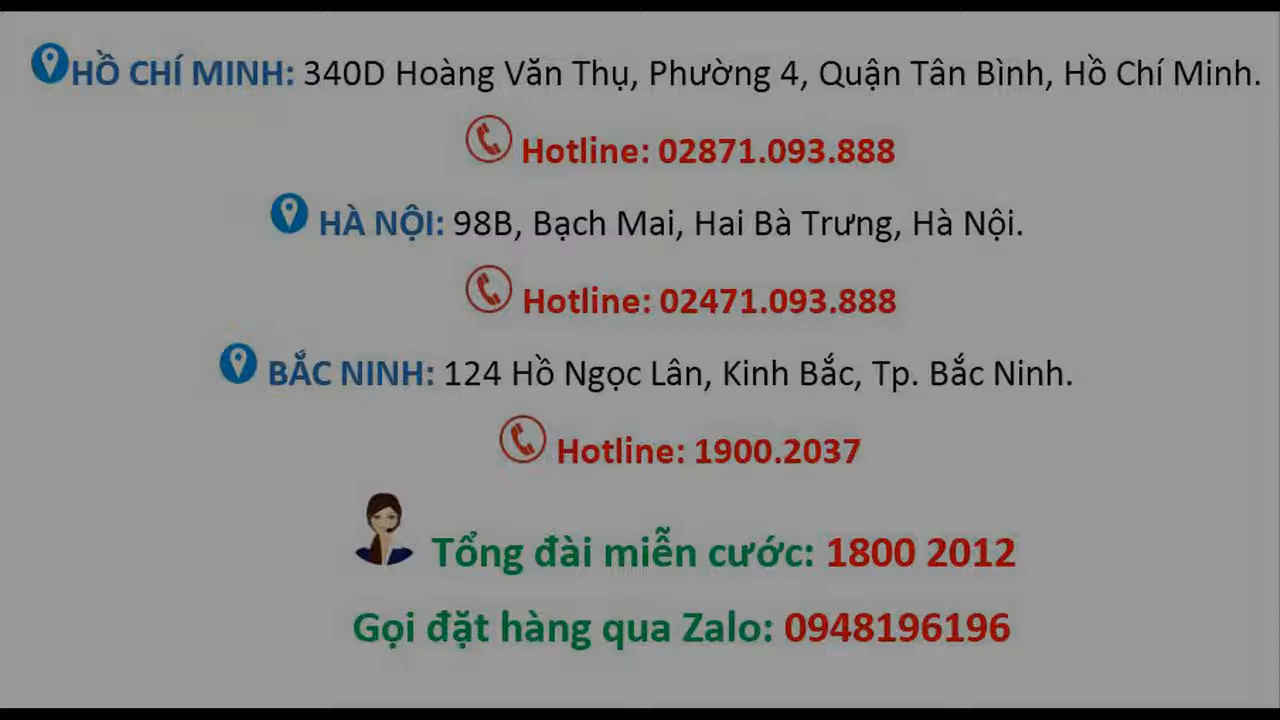 HỒ CHÍ MINH: 340D Hoàng Văn Thụ, Phường 4, Quận Tân Bình, Hồ Chí Minh.
Hotline: 02871.093.888
HÀ NỘI: 98B, Bạch Mai, Hai Bà Trưng, Hà Nội.
Hotline: 02471.093.888
BẮC NINH: 124 Hồ Ngọc Lân, Kinh Bắc, Tp. Bắc Ninh.
Hotline: 1900.2037
Tổng đài miễn cước: 1800 2012
Gọi đặt hàng qua Zalo: 0948196196